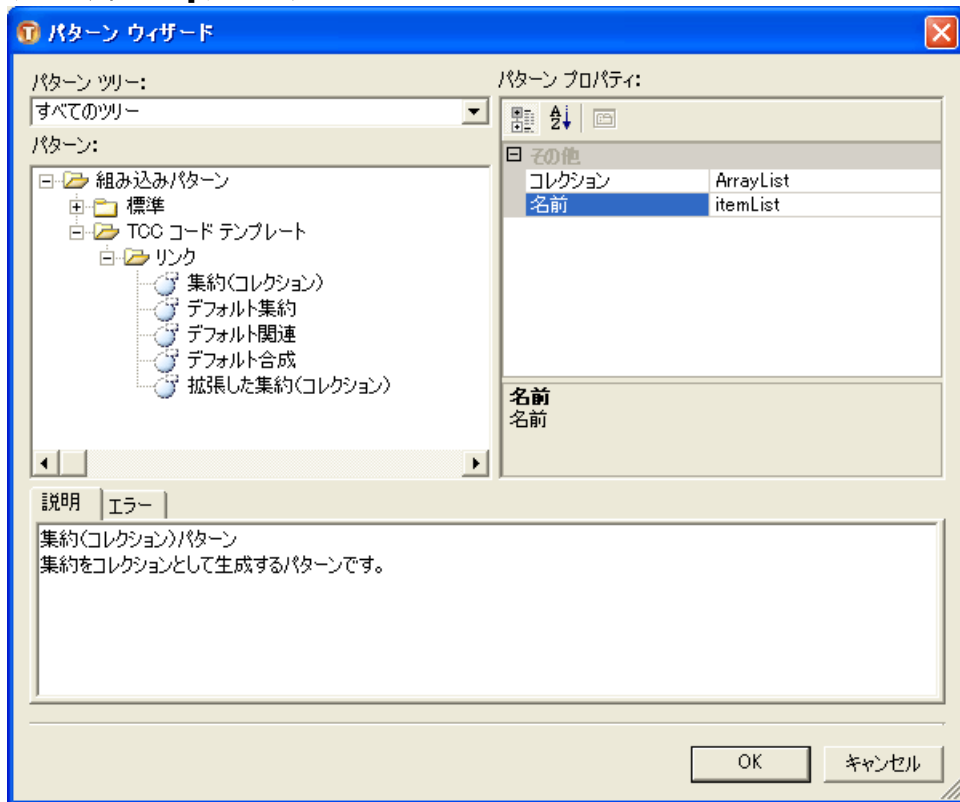 パターン ウィザード
パターン ツリー:
すべてのツリー
パターン:
組み込みパターン
標準
TCC コード テンプレート
リンク
集約(コレクション)
デフォルト集約
デフォルト関連
デフォルト合成
拡張した集約(コレクション)
パターン プロパティ:
その他
コレクション ArrayList
名前 itemList
名前
名前
説明 エラー
集約(コレクション)パターン
集約をコレクションとして生成するパターンです。
OK キャンセル